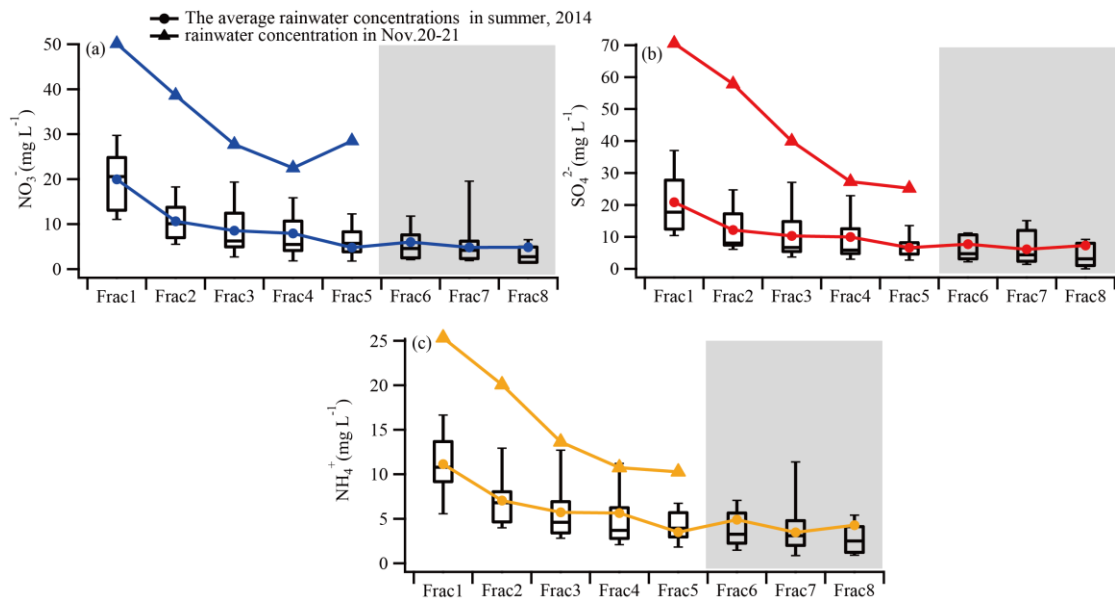 The average rainwater concentrations in summer, 2014
rainwater concentration in Nov.20-21
(a)
NO₃⁻ (mg L⁻¹)
60
50
40
30
20
10
0
Frac1 Frac2 Frac3 Frac4 Frac5 Frac6 Frac7 Frac8
(b)
SO₄²⁻ (mg L⁻¹)
70
60
50
40
30
20
10
0
Frac1 Frac2 Frac3 Frac4 Frac5 Frac6 Frac7 Frac8
(c)
NH₄⁺ (mg L⁻¹)
25
20
15
10
5
0
Frac1 Frac2 Frac3 Frac4 Frac5 Frac6 Frac7 Frac8